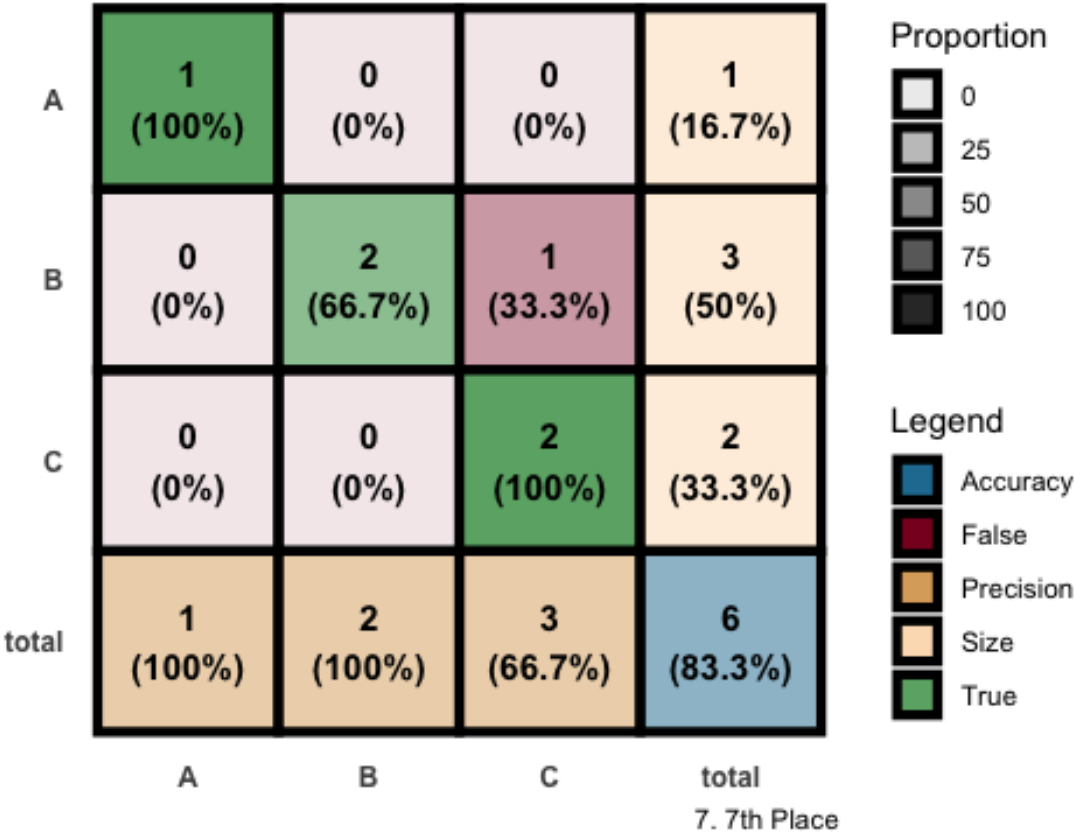 A
1
(100%)
0
(0%)
0
(0%)
1
(16.7%)
B
0
(0%)
2
(66.7%)
1
(33.3%)
3
(50%)
C
0
(0%)
0
(0%)
2
(100%)
2
(33.3%)
total
1
(100%)
2
(100%)
3
(66.7%)
6
(83.3%)
A
B
C
total
7. 7th Place
Proportion
0
25
50
75
100
Legend
Accuracy
False
Precision
Size
True